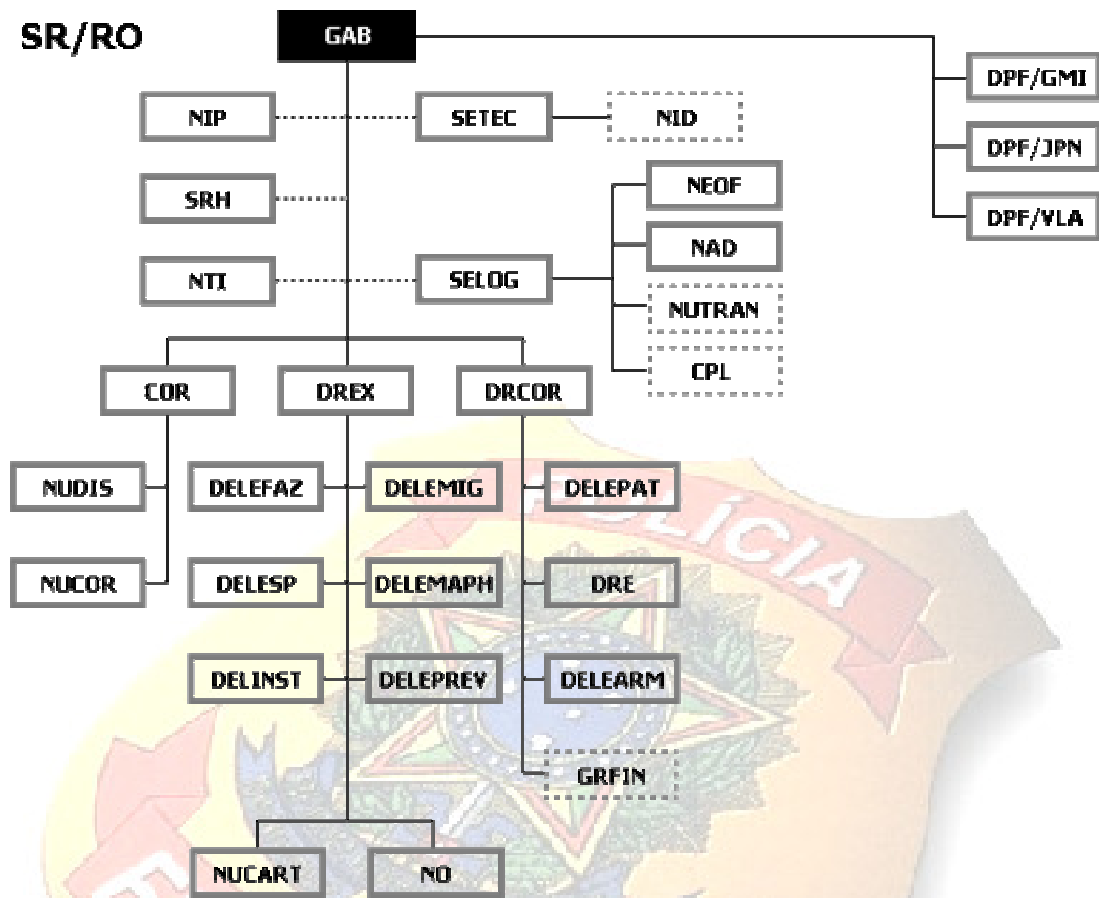 SR/RO
GAB
DPF/GMI
NIP
SETEC
NID
DPF/JPN
SRH
NEOF
DPF/VLA
NAD
NTI
SELOG
NUTRAN
CPL
COR
DREX
DRCOR
NUDIS
DELEFAZ
DELEMIG
DELEPAT
POLÍCIA
NUCOR
DELESP
DELEMAPH
DRE
DELINST
DELEPREV
DELEARM
GRFIN
NUCART
NO